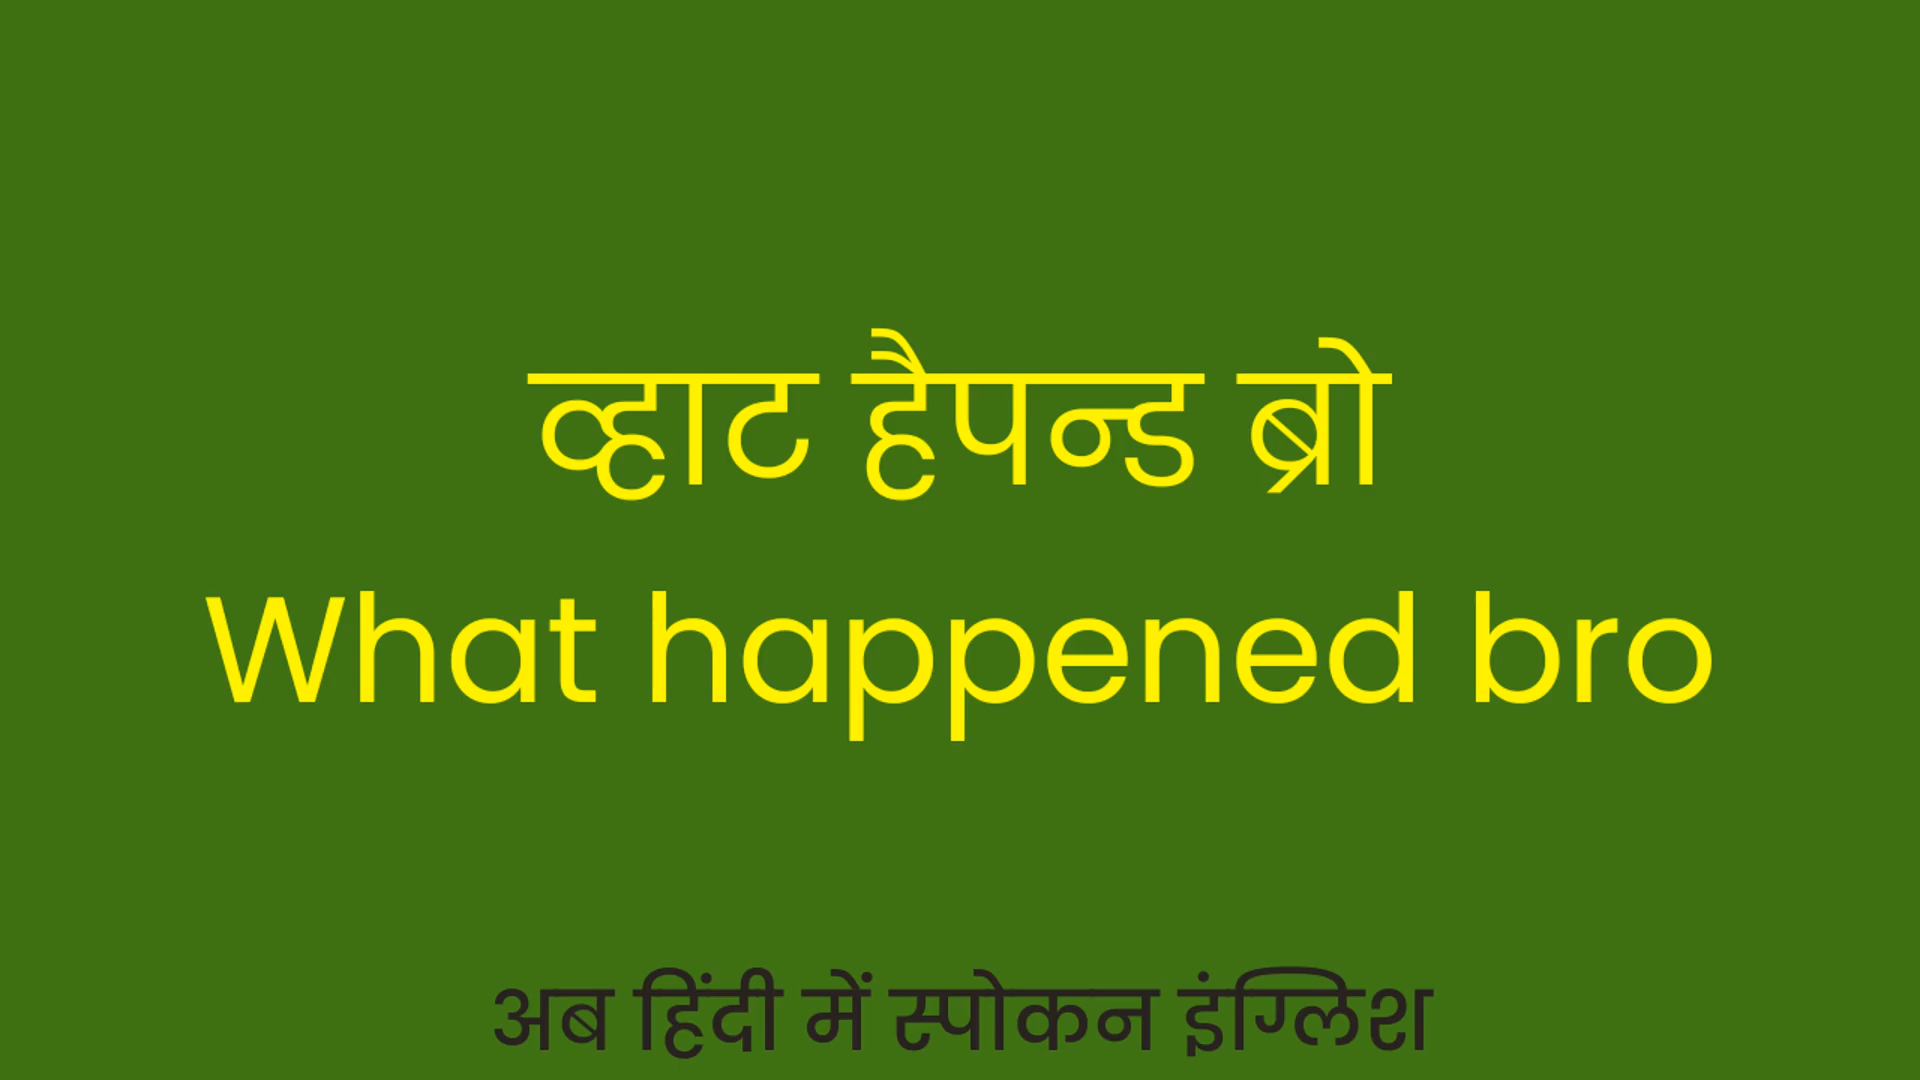 व्हाट हैपन्ड ब्रो
What happened bro
अब हिंदी में स्पोकन इंग्लिश